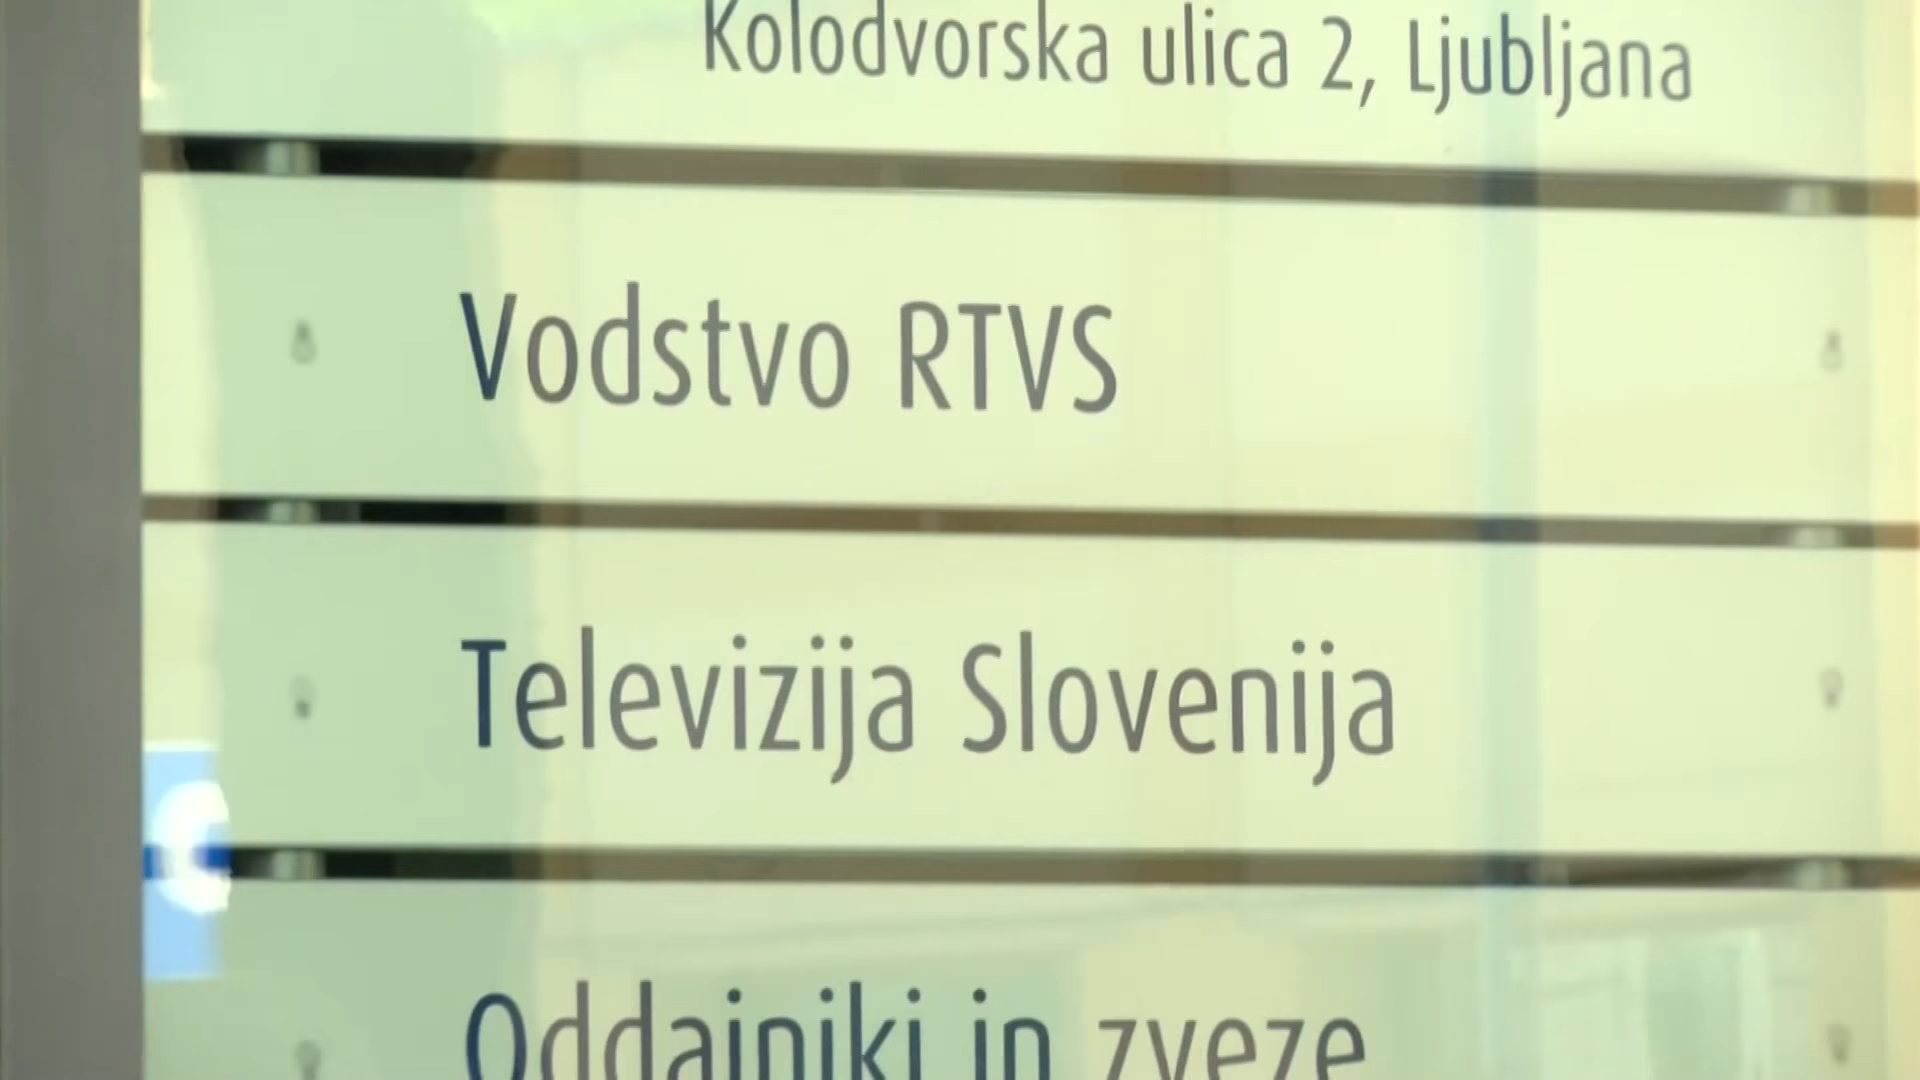 Kolodvorska ulica 2, Ljubljana
Vodstvo RTVS
Televizija Slovenija
Oddajniki in zveze